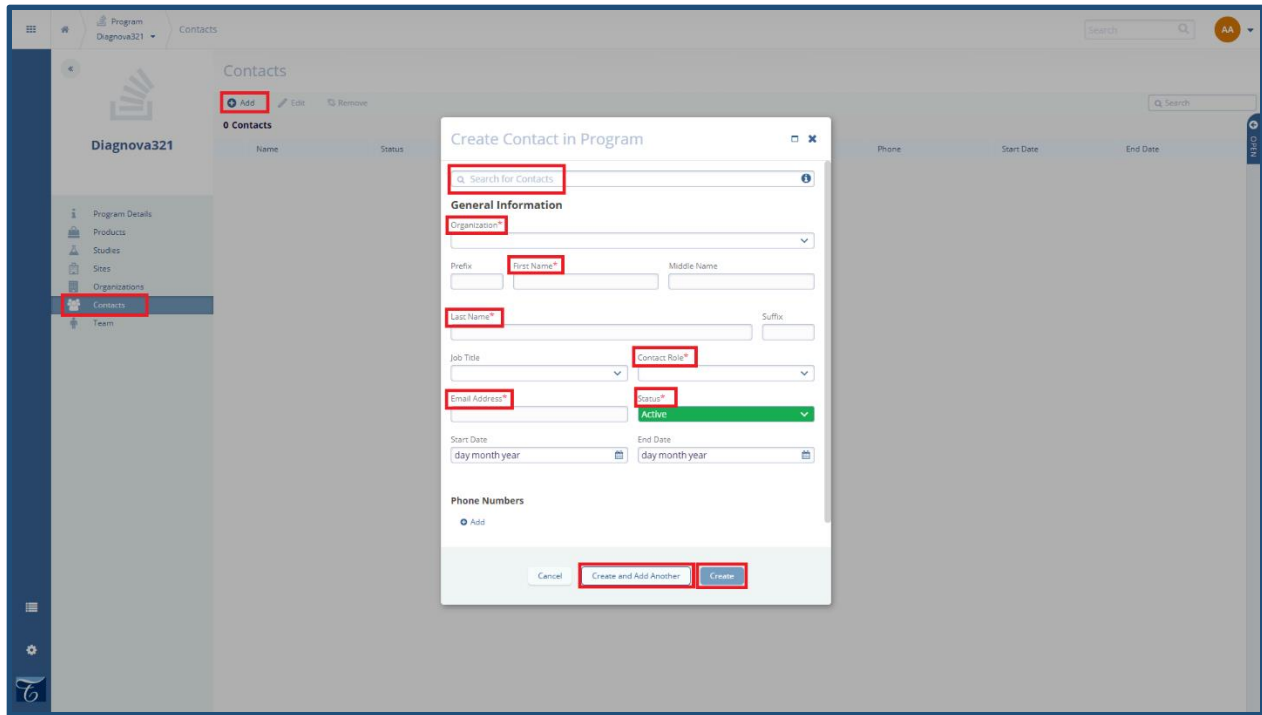 Program
Diagnova321
Contacts
Search
AA
Contacts
Add Edit Remove
Search
0 Contacts
OPEN
Name Status Phone Start Date End Date
Diagnova321
Program Details
Products
Studies
Sites
Organizations
Contacts
Team
Create Contact in Program
Search for Contacts
General Information
Organization*
Prefix First Name* Middle Name
Last Name* Suffix
Job Title Contact Role*
Email Address* Status*
Active
Start Date End Date
day month year day month year
Phone Numbers
Add
Cancel Create and Add Another Create